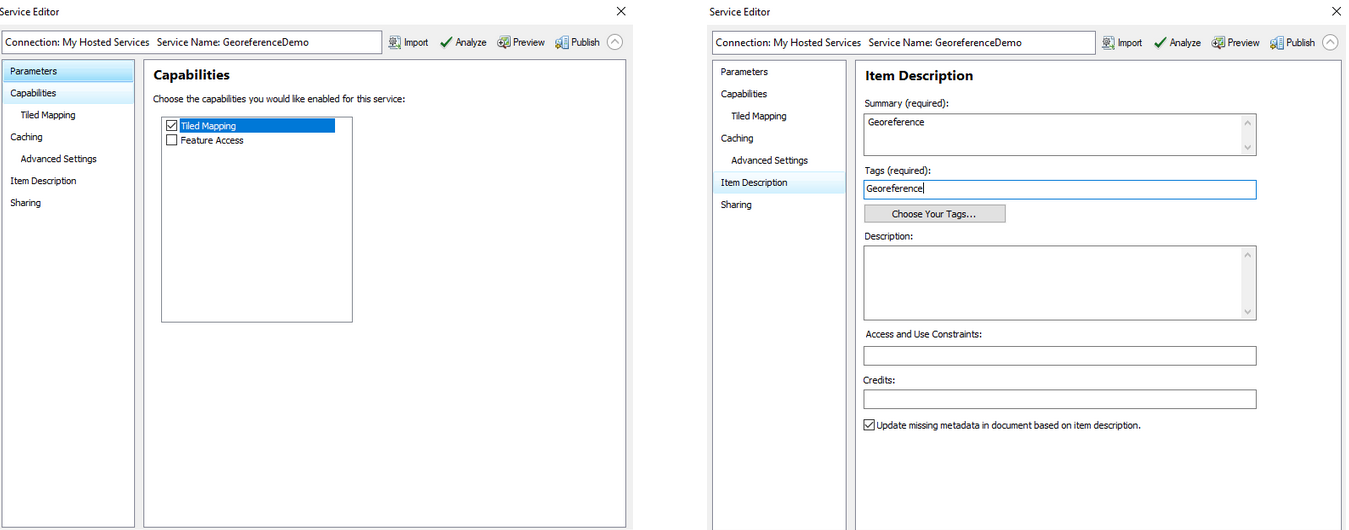 Service Editor
Connection: My Hosted Services Service Name: GeoreferenceDemo
Import
Analyze
Preview
Publish
Parameters
Capabilities
Tiled Mapping
Caching
Advanced Settings
Item Description
Sharing
Capabilities
Choose the capabilities you would like enabled for this service:
Tiled Mapping
Feature Access
Service Editor
Connection: My Hosted Services Service Name: GeoreferenceDemo
Import
Analyze
Preview
Publish
Parameters
Capabilities
Tiled Mapping
Caching
Advanced Settings
Item Description
Sharing
Item Description
Summary (required):
Georeference
Tags (required):
Georeference
Choose Your Tags...
Description:
Access and Use Constraints:
Credits:
Update missing metadata in document based on item description.